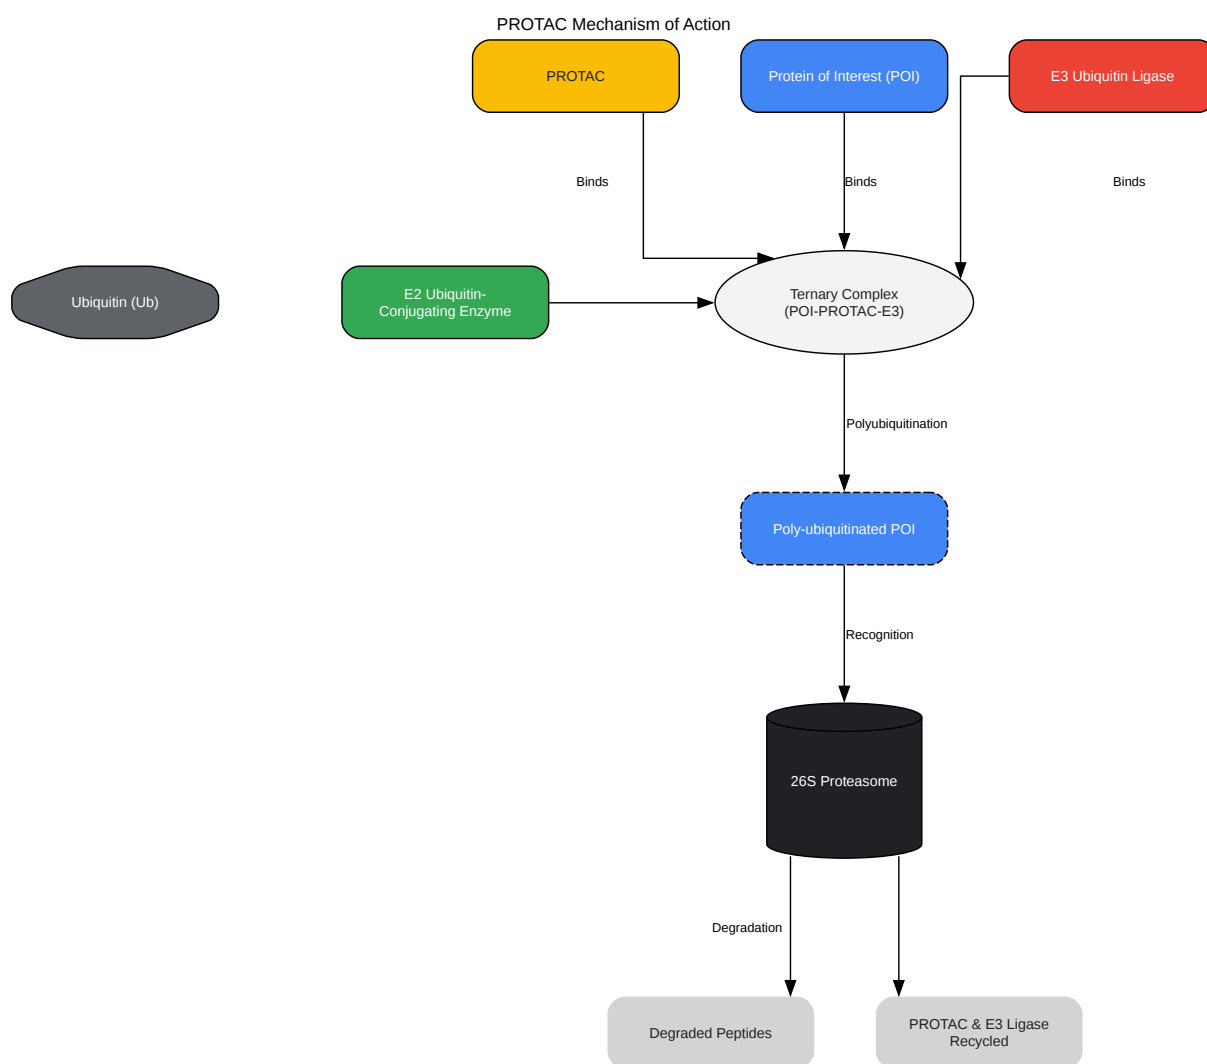 PROTAC Mechanism of Action
PROTAC
Protein of Interest (POI)
E3 Ubiquitin Ligase
Binds
Binds
Binds
Ubiquitin (Ub)
E2 Ubiquitin-
Conjugating Enzyme
Ternary Complex
(POI-PROTAC-E3)
Polyubiquitination
Poly-ubiquitinated POI
Recognition
26S Proteasome
Degradation
Degraded Peptides
PROTAC & E3 Ligase
Recycled